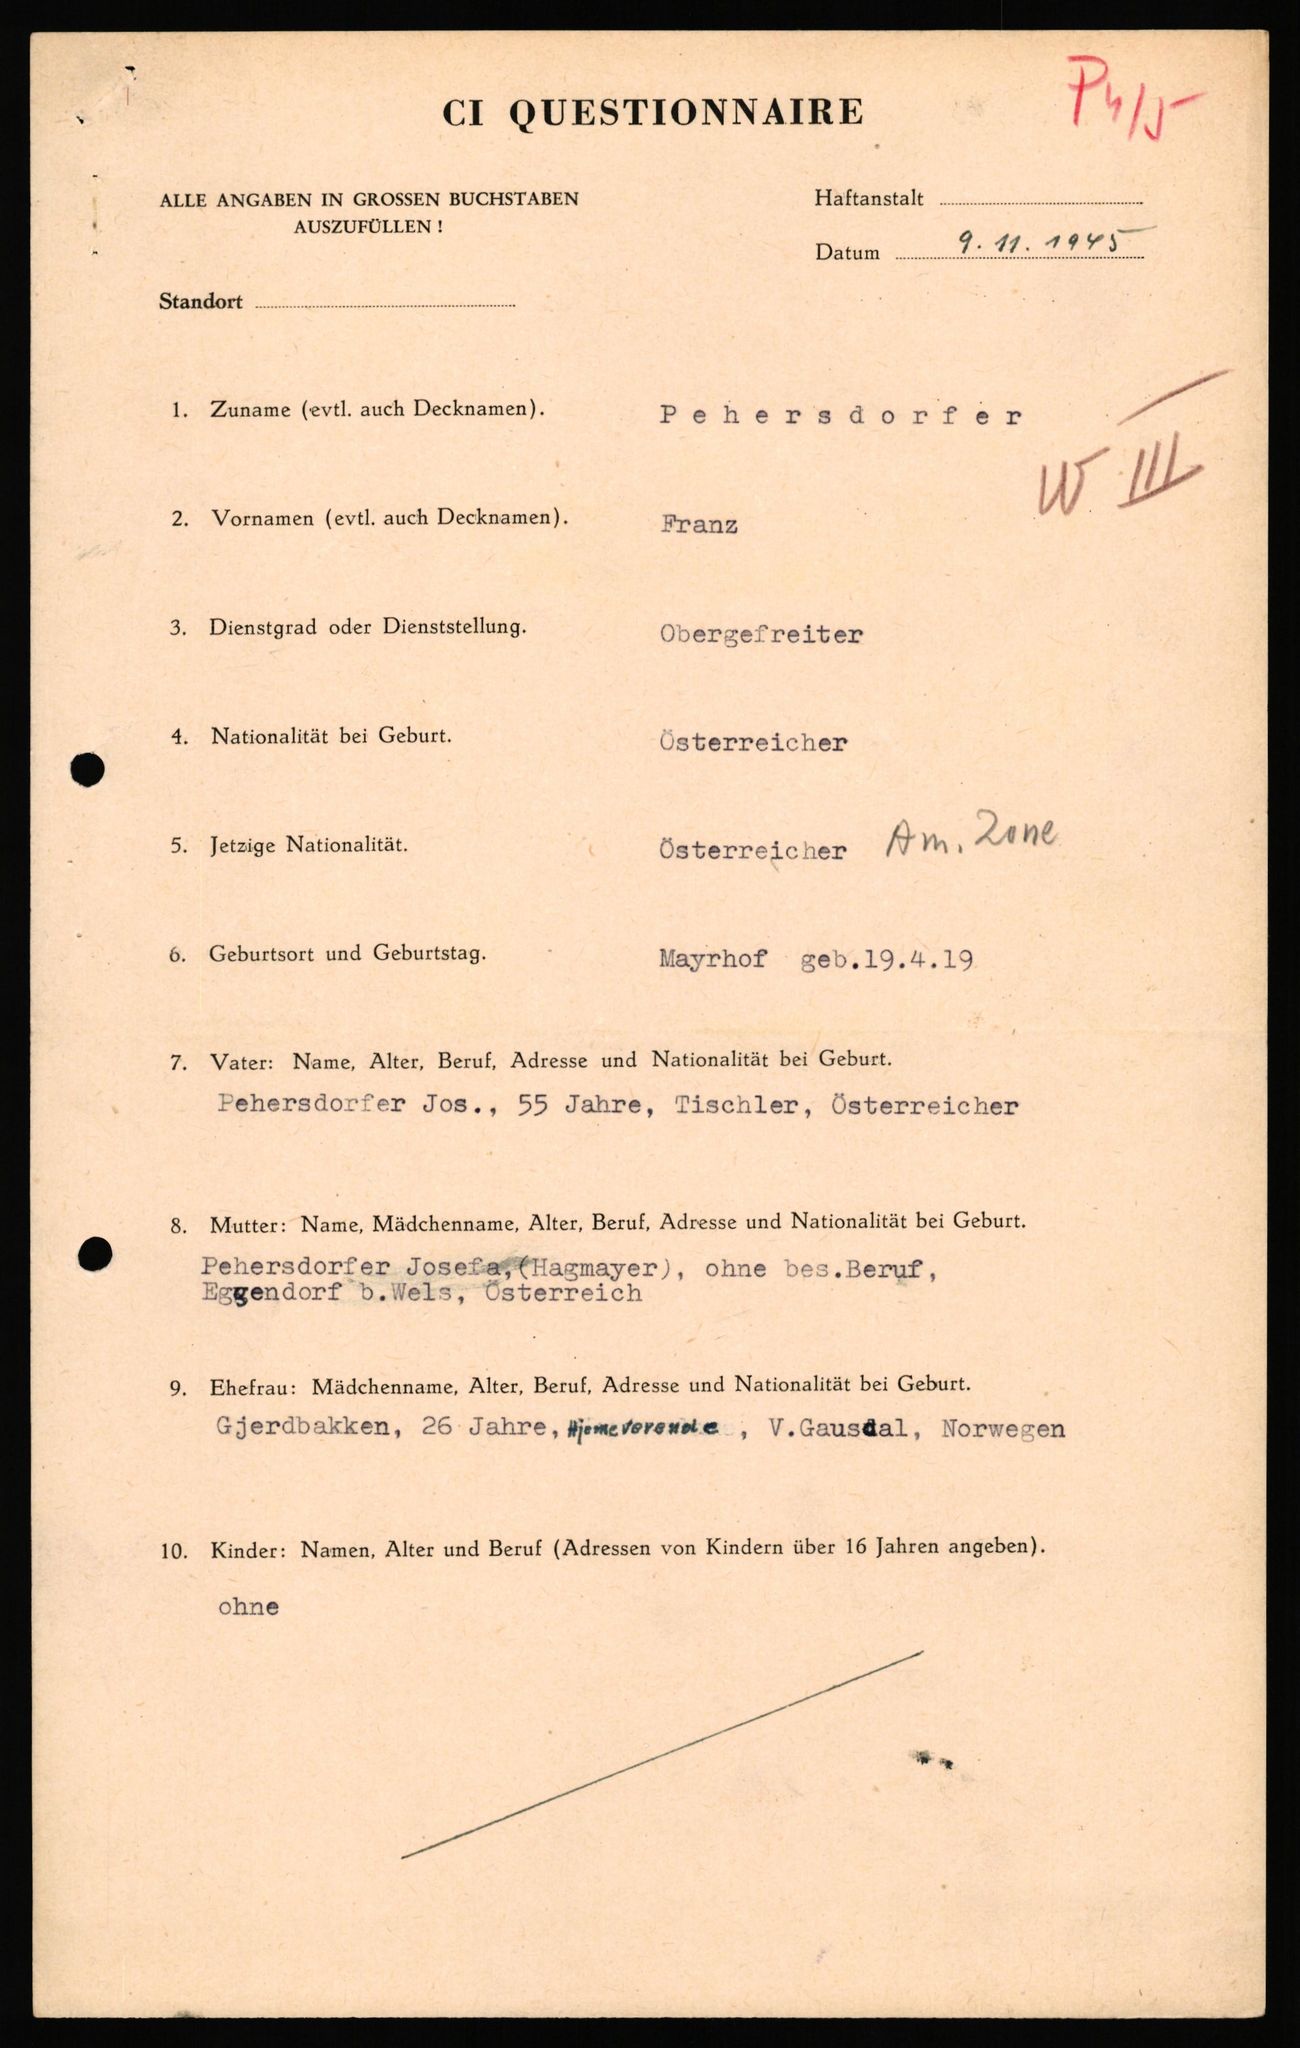 CI QUESTIONNAIRE
P4/5
ALLE ANGABEN IN GROSSEN BUCHSTABEN
AUSZUFÜLLEN !
Haftanstalt
Datum 9. 11. 1945
Standort
1. Zuname (evtl. auch Decknamen). Pehersdorfer
W III
2. Vornamen (evtl. auch Decknamen). Franz
3. Dienstgrad oder Dienststellung. Obergefreiter
4. Nationalität bei Geburt. Österreicher
5. Jetzige Nationalität. Österreicher Am. Zone
6. Geburtsort und Geburtstag. Mayrhof geb.19.4.19
7. Vater: Name, Alter, Beruf, Adresse und Nationalität bei Geburt.
Pehersdorfer Jos., 55 Jahre, Tischler, Österreicher
8. Mutter: Name, Mädchenname, Alter, Beruf, Adresse und Nationalität bei Geburt.
Pehersdorfer Josefa,(Hagmayer), ohne bes.Beruf,
Eggendorf b.Wels, Österreich
9. Ehefrau: Mädchenname, Alter, Beruf, Adresse und Nationalität bei Geburt.
Gjerdbakken, 26 Jahre, Hjemeverende , V.Gausdal, Norwegen
10. Kinder: Namen, Alter und Beruf (Adressen von Kindern über 16 Jahren angeben).
ohne